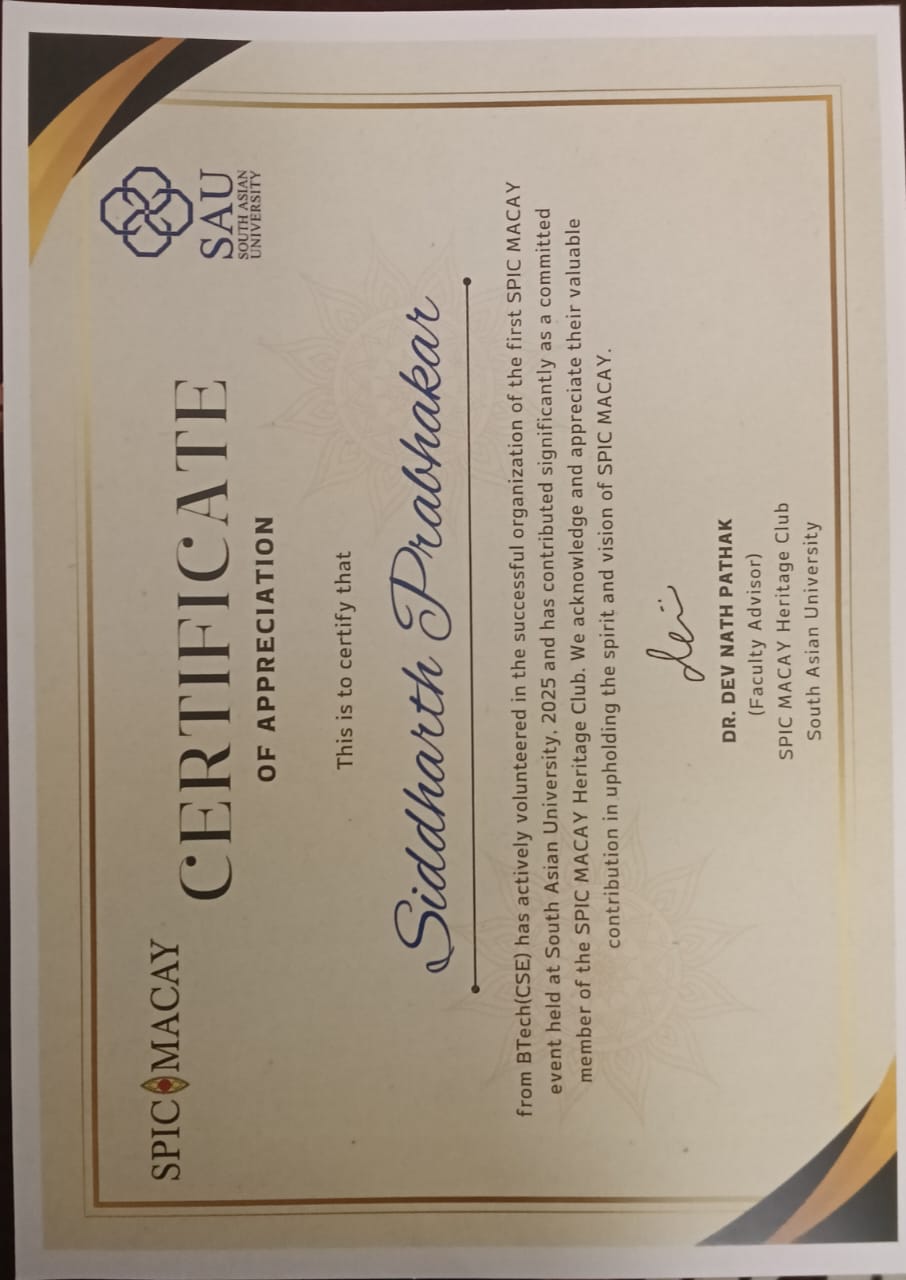 SPIC MACAY
SAU
SOUTH ASIAN
UNIVERSITY
CERTIFICATE
OF APPRECIATION
This is to certify that
Siddharth Prabhakar
from BTech(CSE) has actively volunteered in the successful organization of the first SPIC MACAY
event held at South Asian University, 2025 and has contributed significantly as a committed
member of the SPIC MACAY Heritage Club. We acknowledge and appreciate their valuable
contribution in upholding the spirit and vision of SPIC MACAY.
DR. DEV NATH PATHAK
(Faculty Advisor)
SPIC MACAY Heritage Club
South Asian University